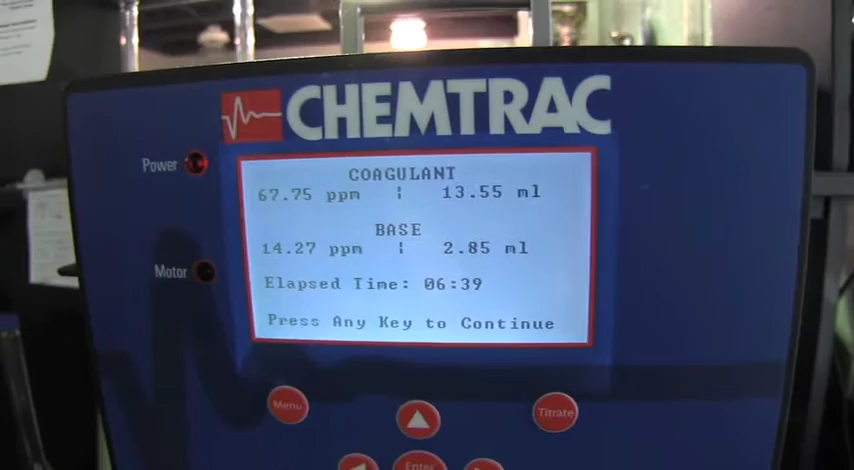 CHEMTRAC
Power
COAGULANT
67.75 ppm ¦ 13.55 ml
BASE
14.27 ppm ¦ 2.85 ml
Motor
Elapsed Time: 06:39
Press Any Key to Continue
Menu
Titrate
Enter